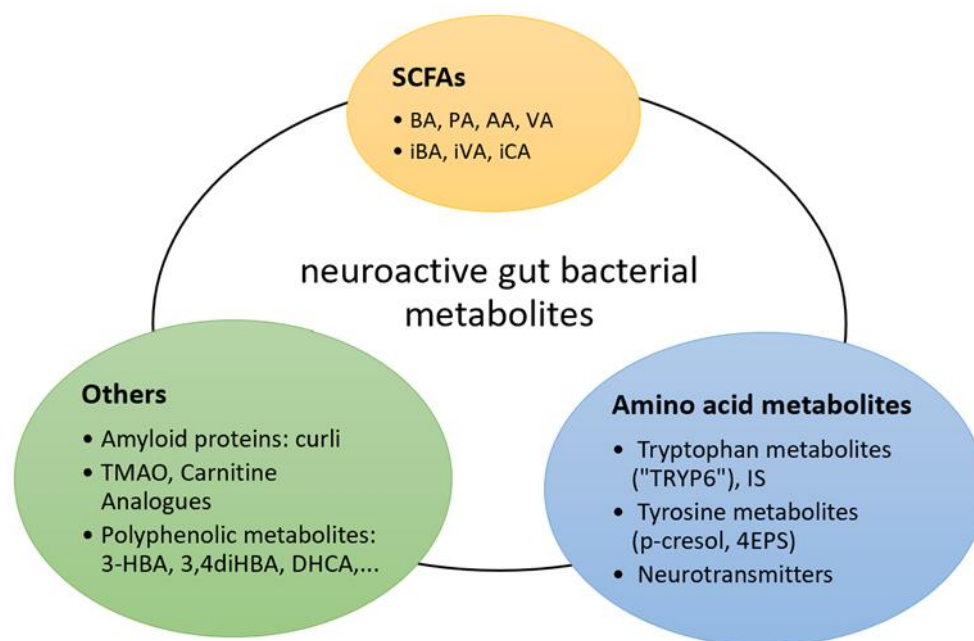 SCFAs
• BA, PA, AA, VA
• iBA, iVA, iCA
neuroactive gut bacterial
metabolites
Others
• Amyloid proteins: curli
• TMAO, Carnitine
Analogues
• Polyphenolic metabolites:
3-HBA, 3,4diHBA, DHCA,...
Amino acid metabolites
• Tryptophan metabolites
("TRYP6"), IS
• Tyrosine metabolites
(p-cresol, 4EPS)
• Neurotransmitters